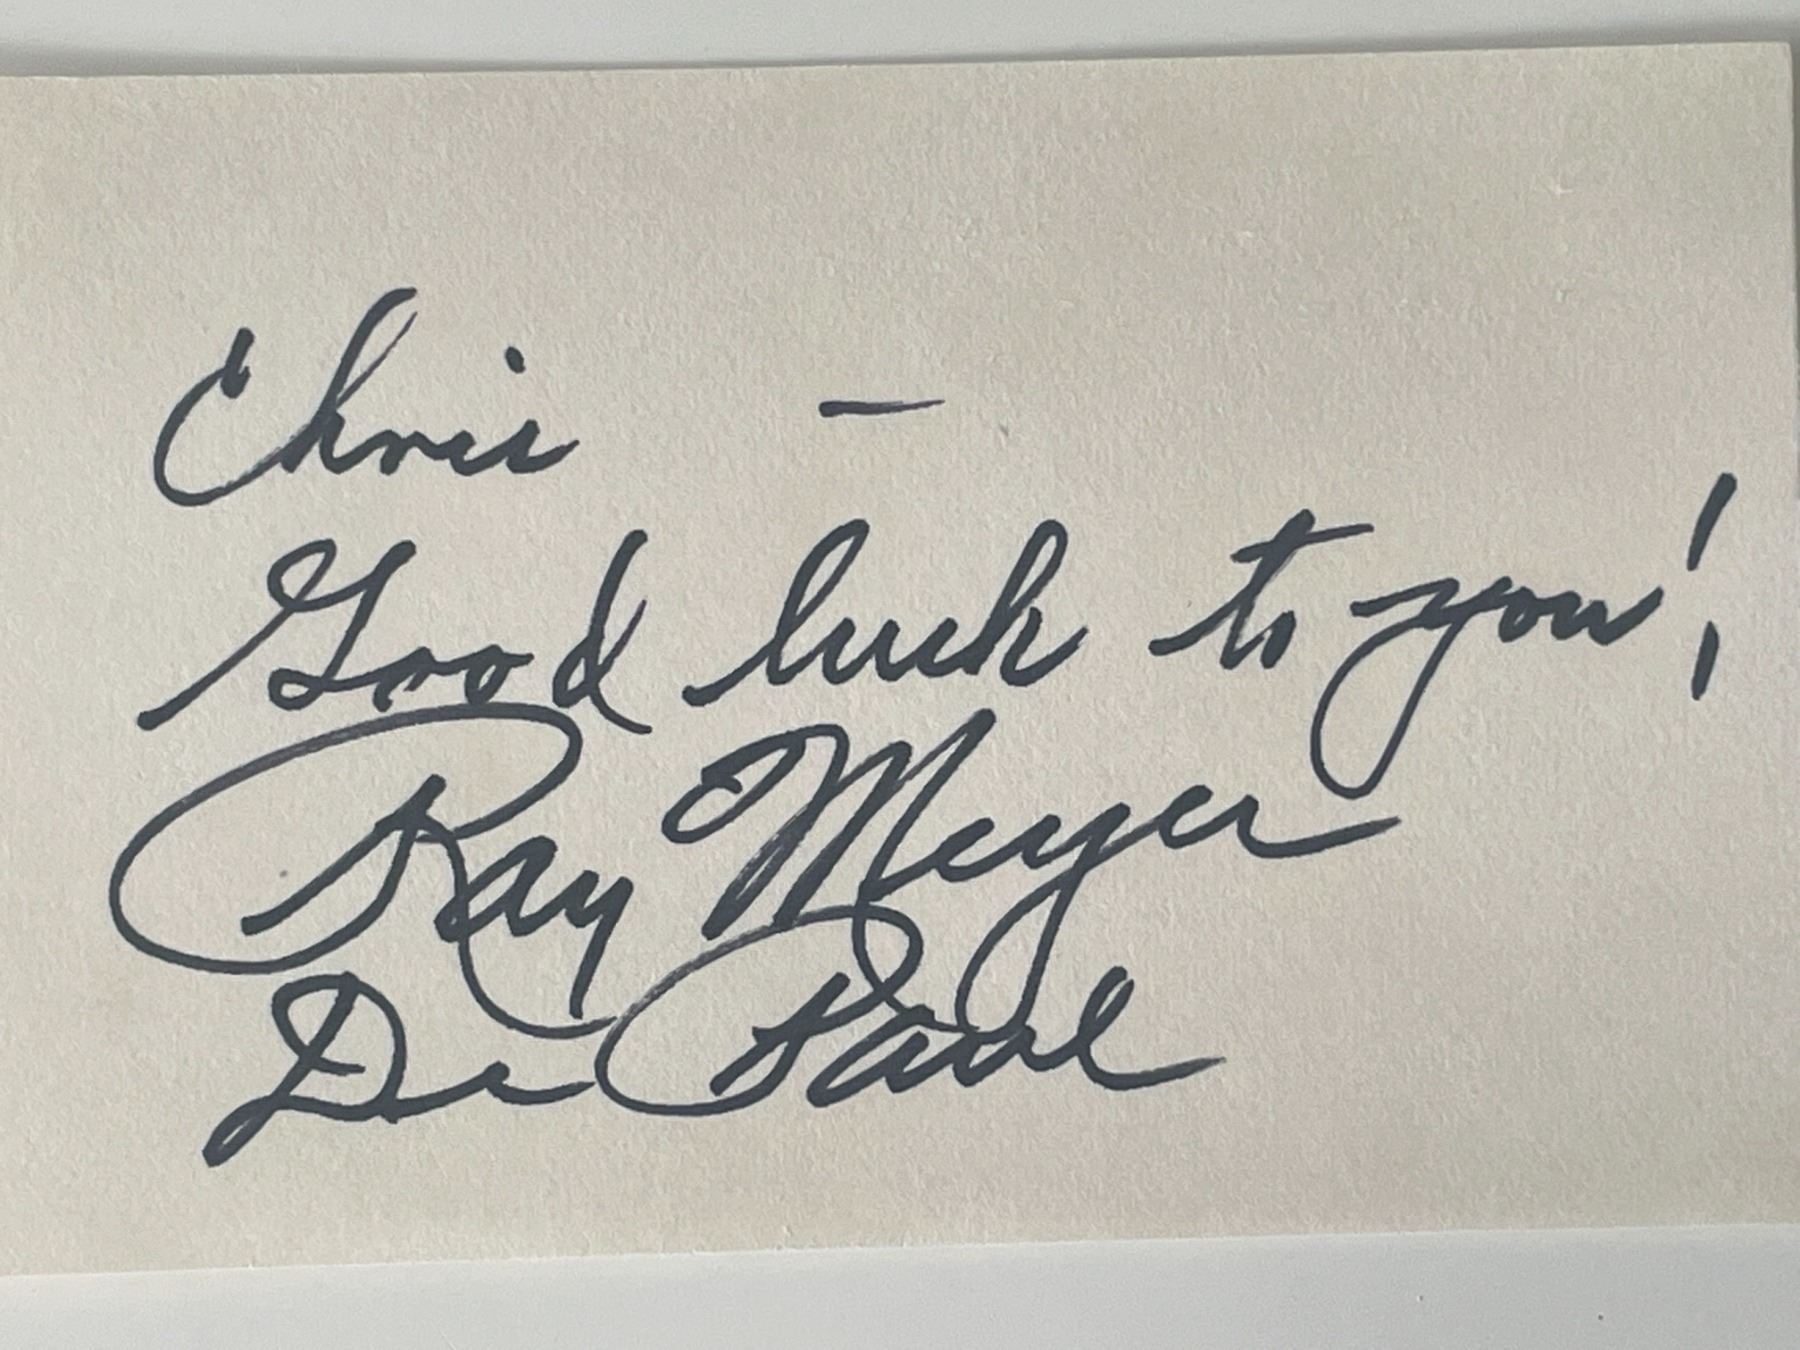 Chris —
Good luck to you!
Ray Meyer
De Paul